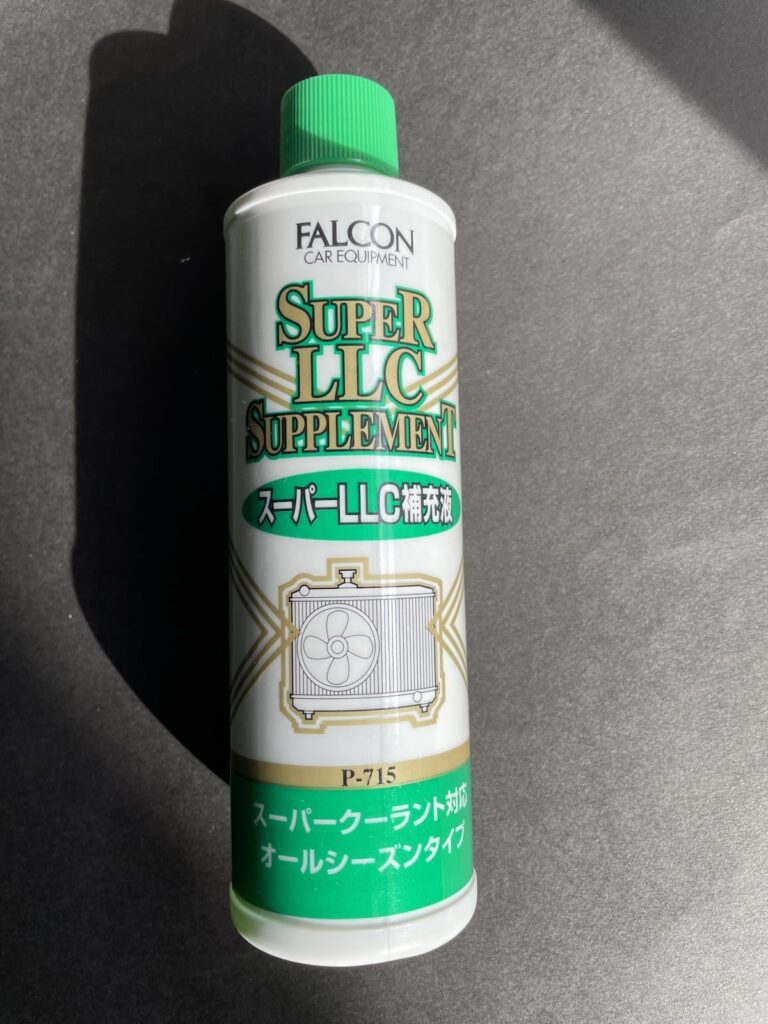 FALCON
CAR EQUIPMENT
SUPER
LLC
SUPPLEMENT
スーパーLLC補充液
P-715
スーパークーラント対応
オールシーズンタイプ